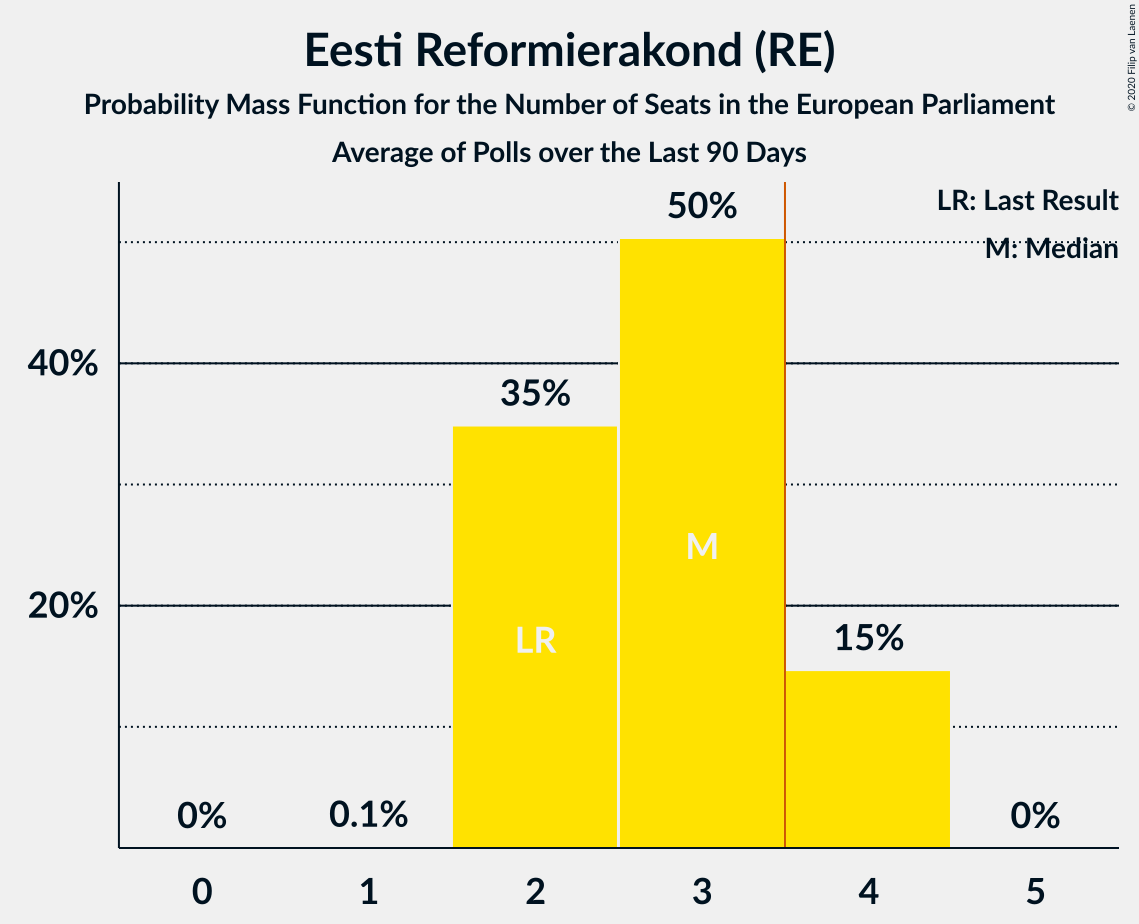 Eesti Reformierakond (RE)
Probability Mass Function for the Number of Seats in the European Parliament
Average of Polls over the Last 90 Days
© 2020 Filip van Laenen
LR: Last Result
M: Median
50%
40%
35%
M
20%
LR
15%
0%
0.1%
0%
0 1 2 3 4 5